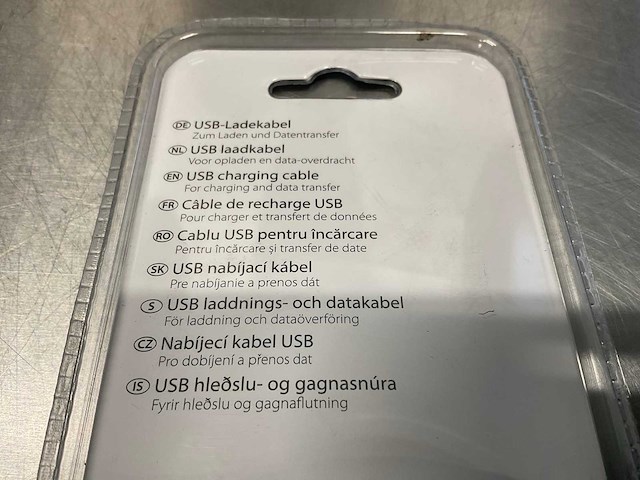 DE USB-Ladekabel
Zum Laden und Datentransfer
NL USB laadkabel
Voor opladen en data-overdracht
EN USB charging cable
For charging and data transfer
FR Câble de recharge USB
Pour charger et transfert de données
RO Cablu USB pentru încărcare
Pentru încărcare și transfer de date
SK USB nabíjací kábel
Pre nabíjanie a prenos dát
S USB laddnings- och datakabel
För laddning och dataöverföring
CZ Nabíjecí kabel USB
Pro dobíjení a přenos dat
IS USB hleðslu- og gagnasnúra
Fyrir hleðslu og gagnaflutning